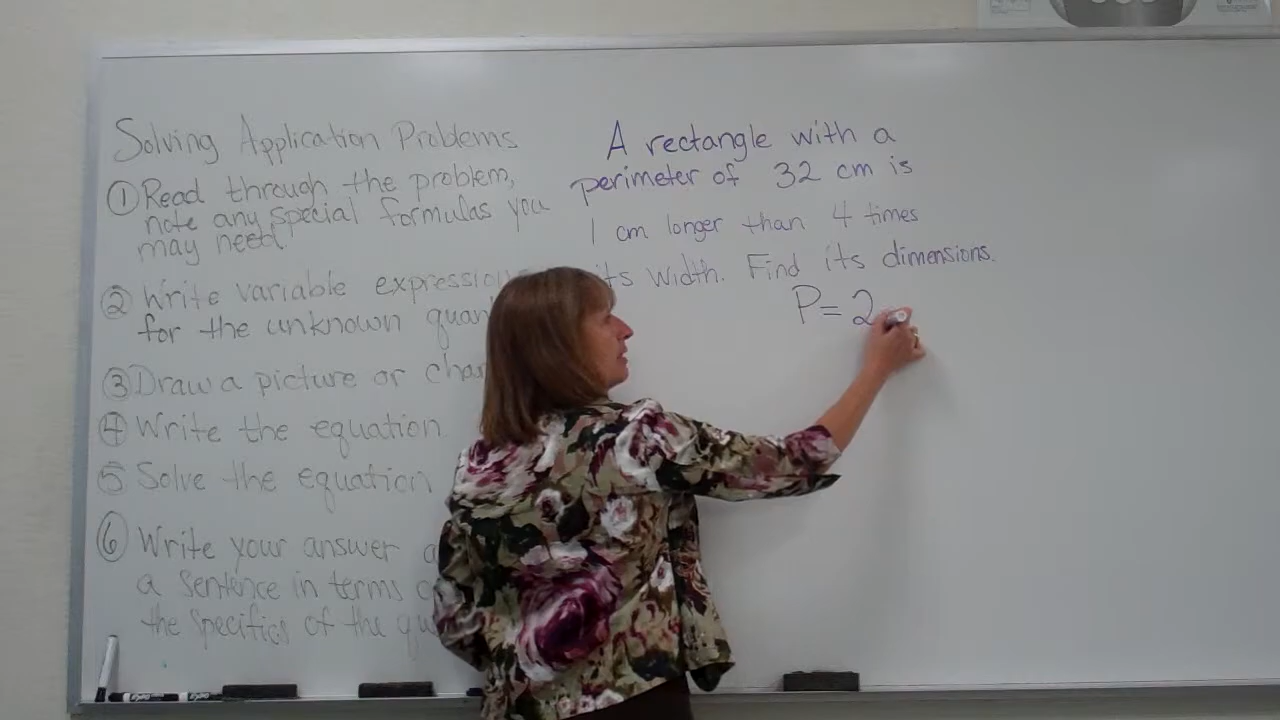 Solving Application Problems
① Read through the problem,
note any special formulas you
may need.
② Write variable
for the unknown
③ Draw a picture or
④ Write the equation
⑤ Solve the equation
⑥ Write your answer
a sentence in terms
the specifics of the
A rectangle with a
perimeter of 32 cm is
1 cm longer than 4 times
its width. Find its dimensions.
P=2